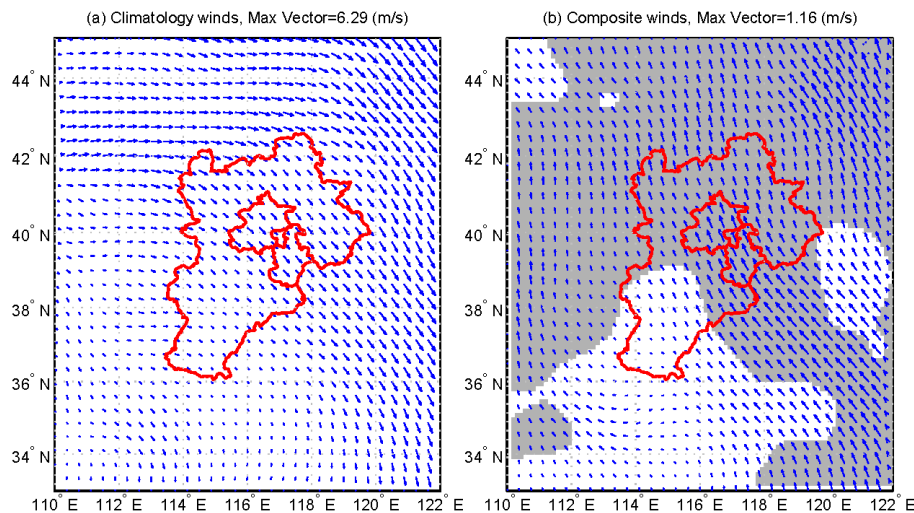 (a) Climatology winds, Max Vector=6.29 (m/s)
(b) Composite winds, Max Vector=1.16 (m/s)
44° N
42° N
40° N
38° N
36° N
34° N
110° E
112° E
114° E
116° E
118° E
120° E
122° E
44° N
42° N
40° N
38° N
36° N
34° N
110° E
112° E
114° E
116° E
118° E
120° E
122° E